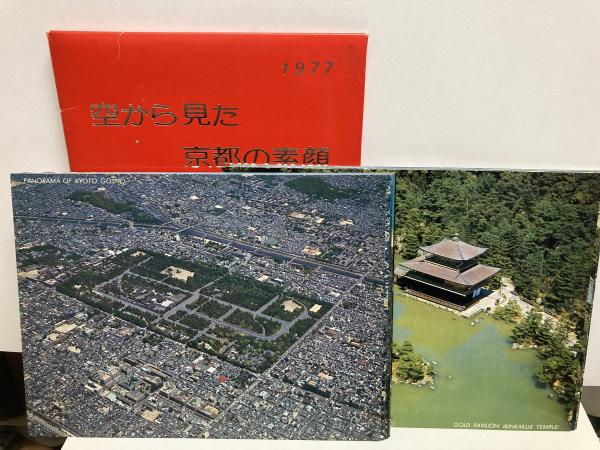 1977
空から見た
京都の素顔
PANORAMA OF KYOTO GOSHO
GOLD PAVILION (KINKAKUJI TEMPLE)